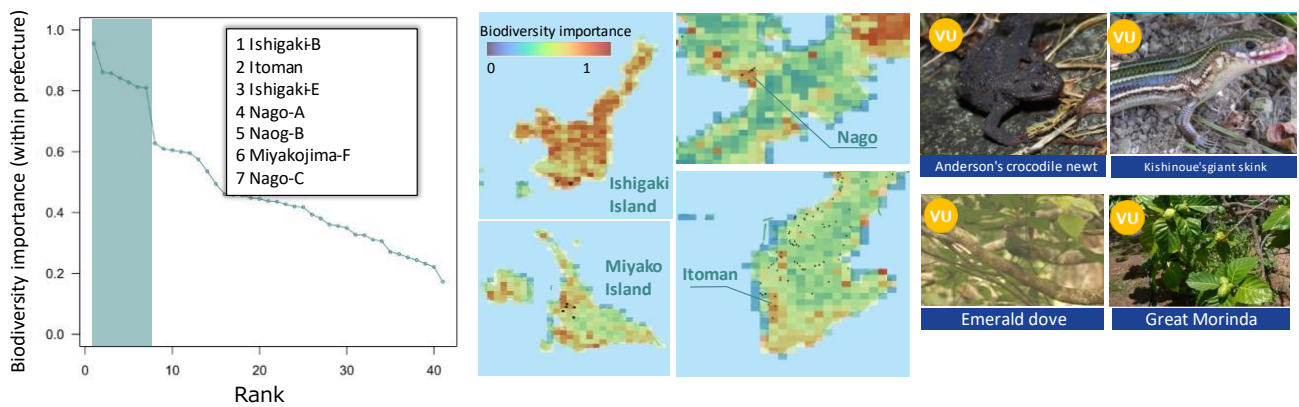 Biodiversity importance (within prefecture)
1.0
0.8
0.6
0.4
0.2
0.0
0
10
20
30
40
Rank
1 Ishigaki-B
2 Itoman
3 Ishigaki-E
4 Nago-A
5 Naog-B
6 Miyakojima-F
7 Nago-C
Biodiversity importance
0
1
Ishigaki
Island
Nago
Miyako
Island
Itoman
VU
Anderson's crocodile newt
VU
Kishinoue'sgiant skink
VU
Emerald dove
VU
Great Morinda